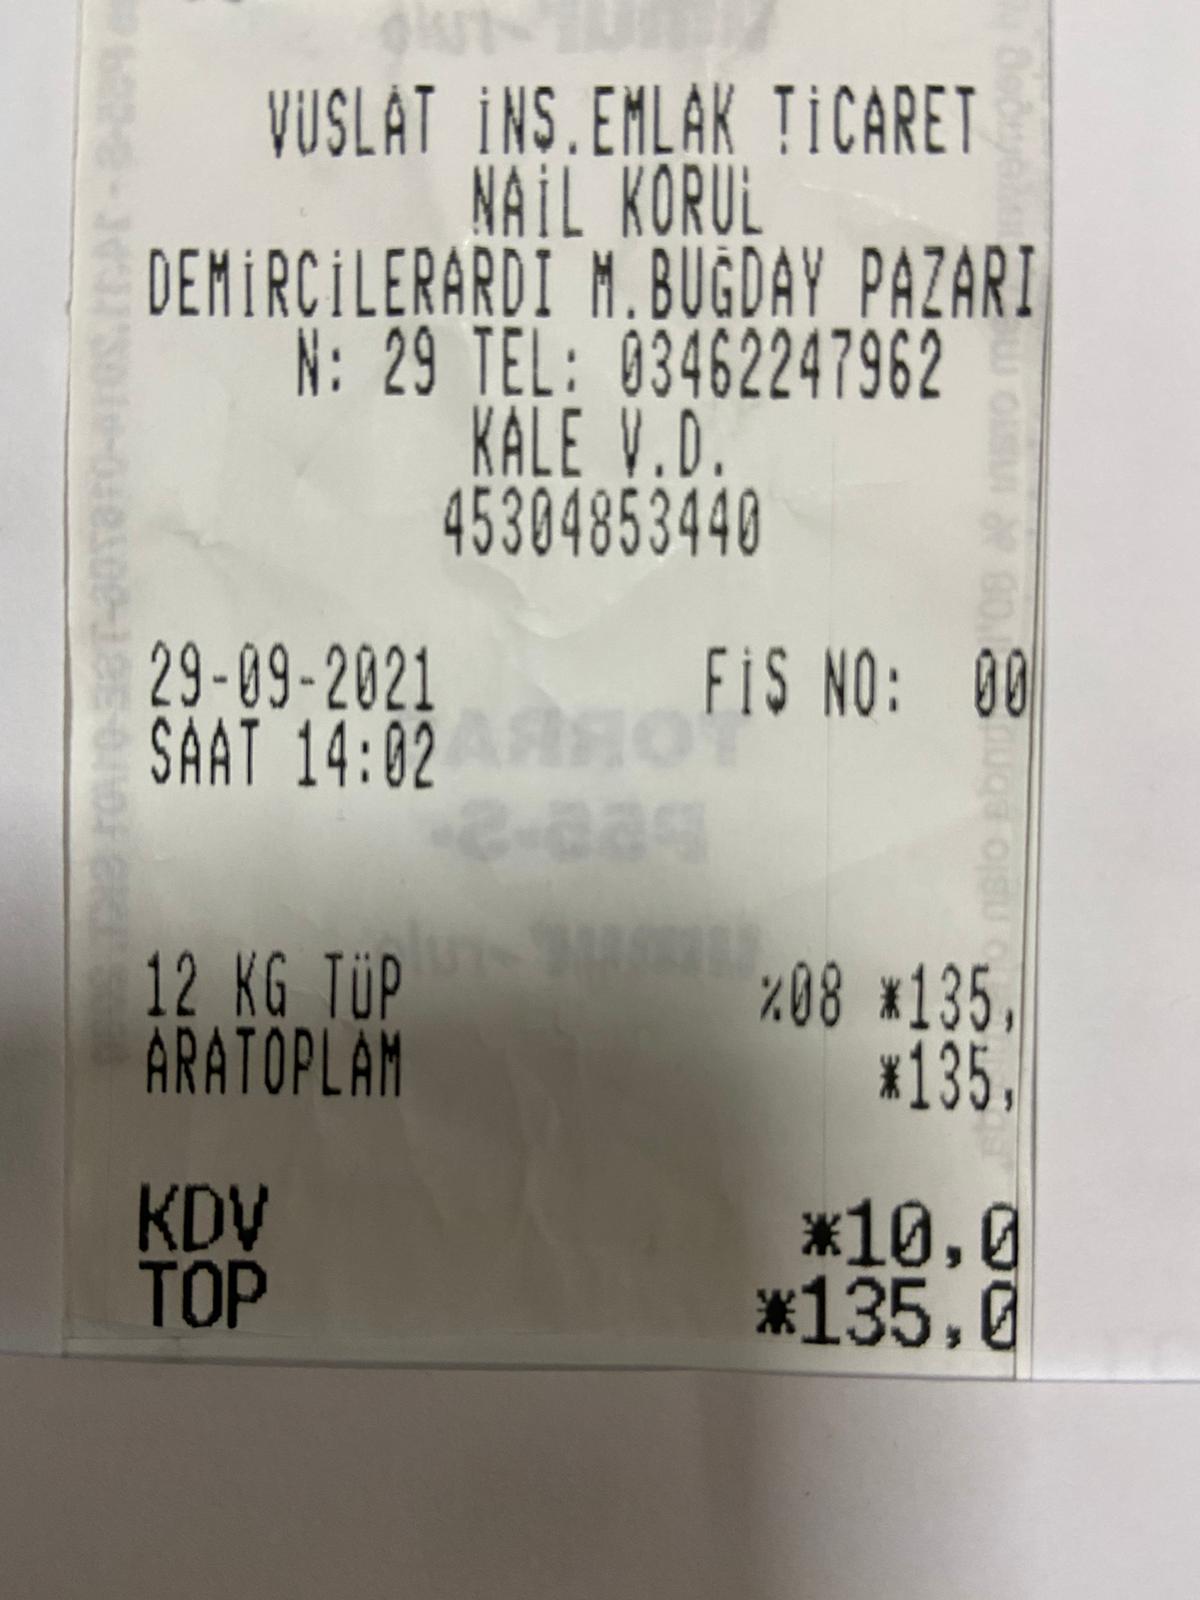 VUSLAT İNŞ.EMLAK TİCARET
NAİL KORUL
DEMİRCİLERARDI M.BUĞDAY PAZARI
N: 29 TEL: 03462247962
KALE V.D.
45304853440
29-09-2021 FİŞ NO: 00
SAAT 14:02
12 KG TÜP %08 *135,
ARATOPLAM *135,
KDV *10,0
TOP *135,0